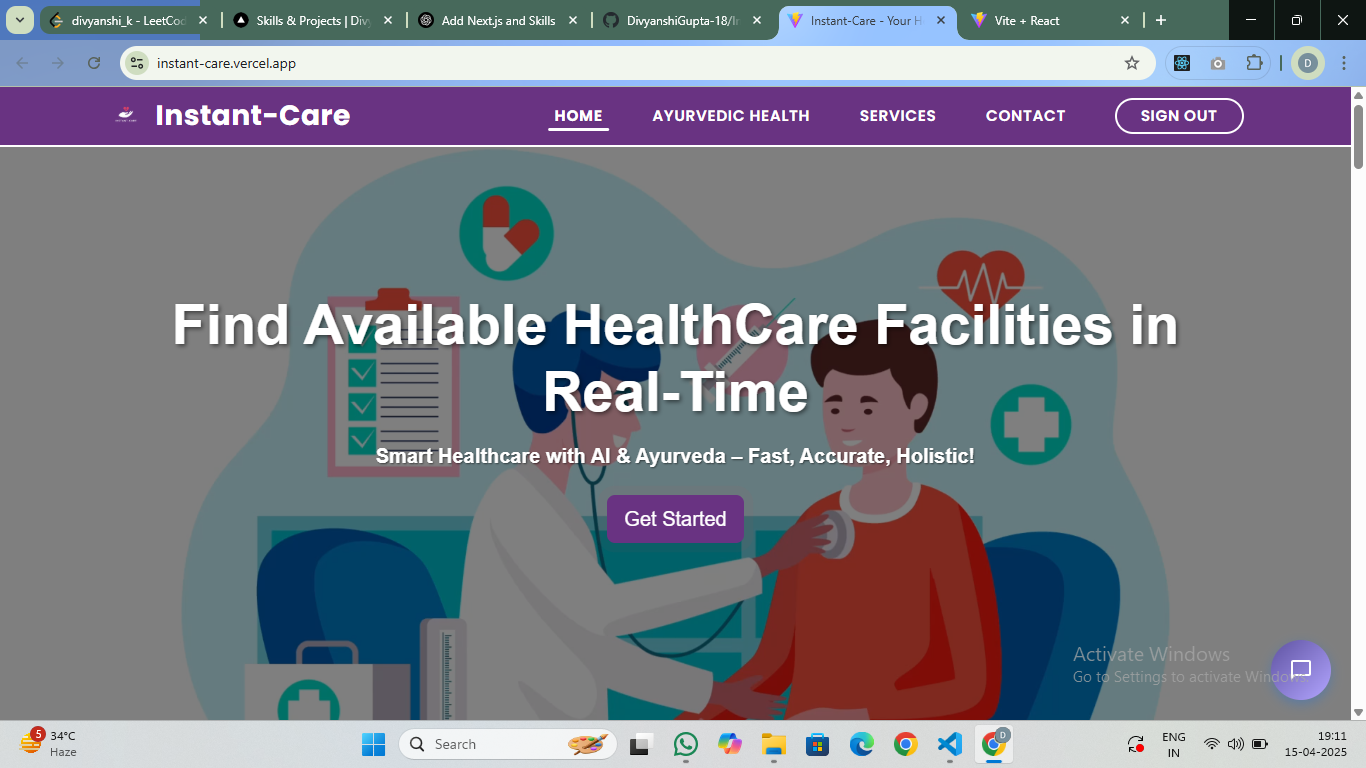 divyanshi_k - LeetCod
Skills & Projects | Divy
Add Next.js and Skills
DivyanshiGupta-18/In
Instant-Care - Your H
Vite + React
instant-care.vercel.app
D
Instant-Care
HOME
AYURVEDIC HEALTH
SERVICES
CONTACT
SIGN OUT
Find Available HealthCare Facilities in
Real-Time
Smart Healthcare with AI & Ayurveda – Fast, Accurate, Holistic!
Get Started
Activate Windows
Go to Settings to activate Windows.
5
34°C
Haze
Search
D
ENG
IN
19:11
15-04-2025